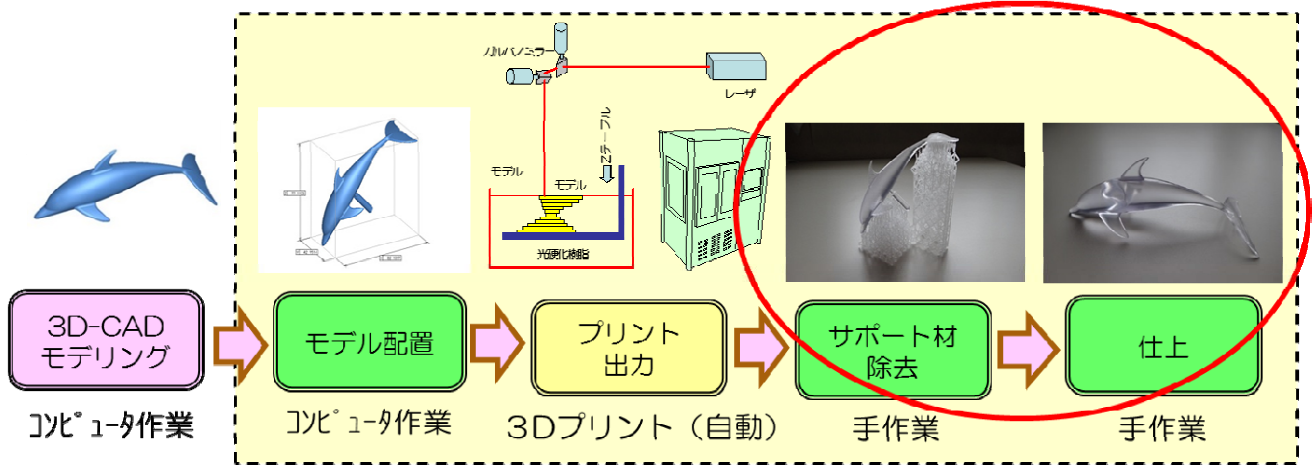 ガルバノミラー
レーザ
Zテーブル
モデル
モデル
光硬化樹脂
3D-CAD
モデリング
モデル配置
プリント
出力
サポート材
除去
仕上
コンピュータ作業
コンピュータ作業
3Dプリント（自動）
手作業
手作業